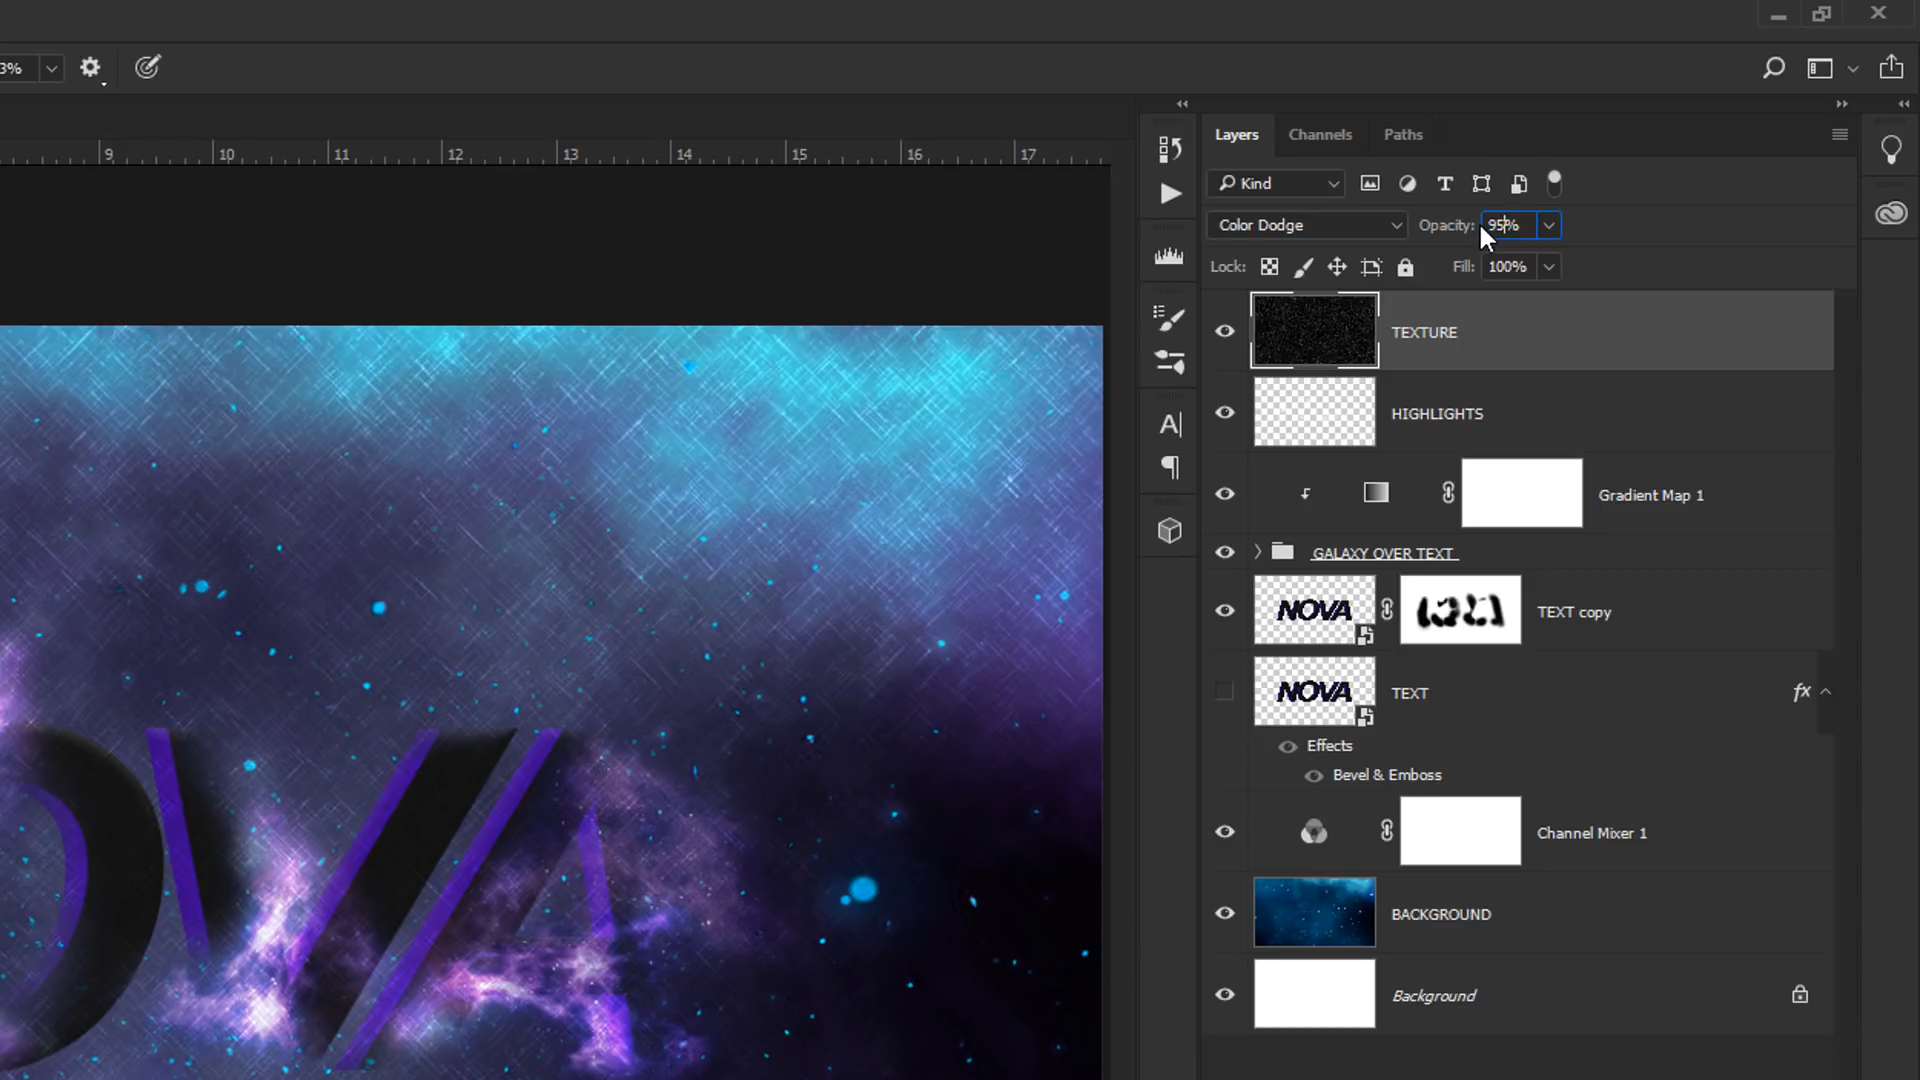 3%
9 10 11 12 13 14 15 16 17
Layers Channels Paths
Kind
Color Dodge Opacity: 95%
Lock: Fill: 100%
TEXTURE
HIGHLIGHTS
Gradient Map 1
GALAXY OVER TEXT
NOVA TEXT copy
NOVA TEXT fx
Effects
Bevel & Emboss
Channel Mixer 1
BACKGROUND
Background
OVA